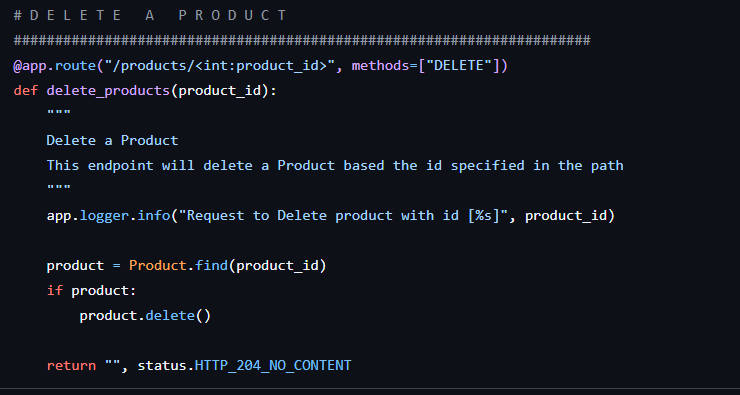 # D E L E T E   A   P R O D U C T
######################################################################
@app.route("/products/<int:product_id>", methods=["DELETE"])
def delete_products(product_id):
    """
    Delete a Product
    This endpoint will delete a Product based the id specified in the path
    """
    app.logger.info("Request to Delete product with id [%s]", product_id)

    product = Product.find(product_id)
    if product:
        product.delete()

    return "", status.HTTP_204_NO_CONTENT